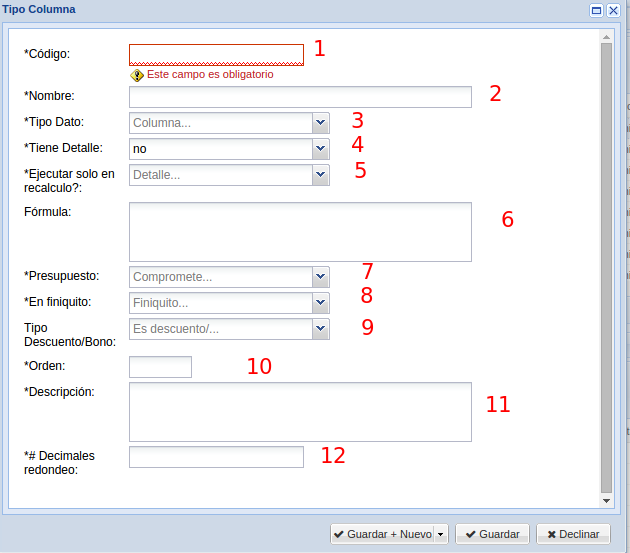 Tipo Columna
*Código: 1
Este campo es obligatorio
*Nombre: 2
*Tipo Dato: Columna... 3
*Tiene Detalle: no 4
*Ejecutar solo en
recalculo?: Detalle... 5
Fórmula: 6
*Presupuesto: Compromete... 7
*En finiquito: Finiquito... 8
Tipo
Descuento/Bono: Es descuento/... 9
*Orden: 10
*Descripción: 11
*# Decimales
redondeo: 12
Guardar + Nuevo Guardar Declinar